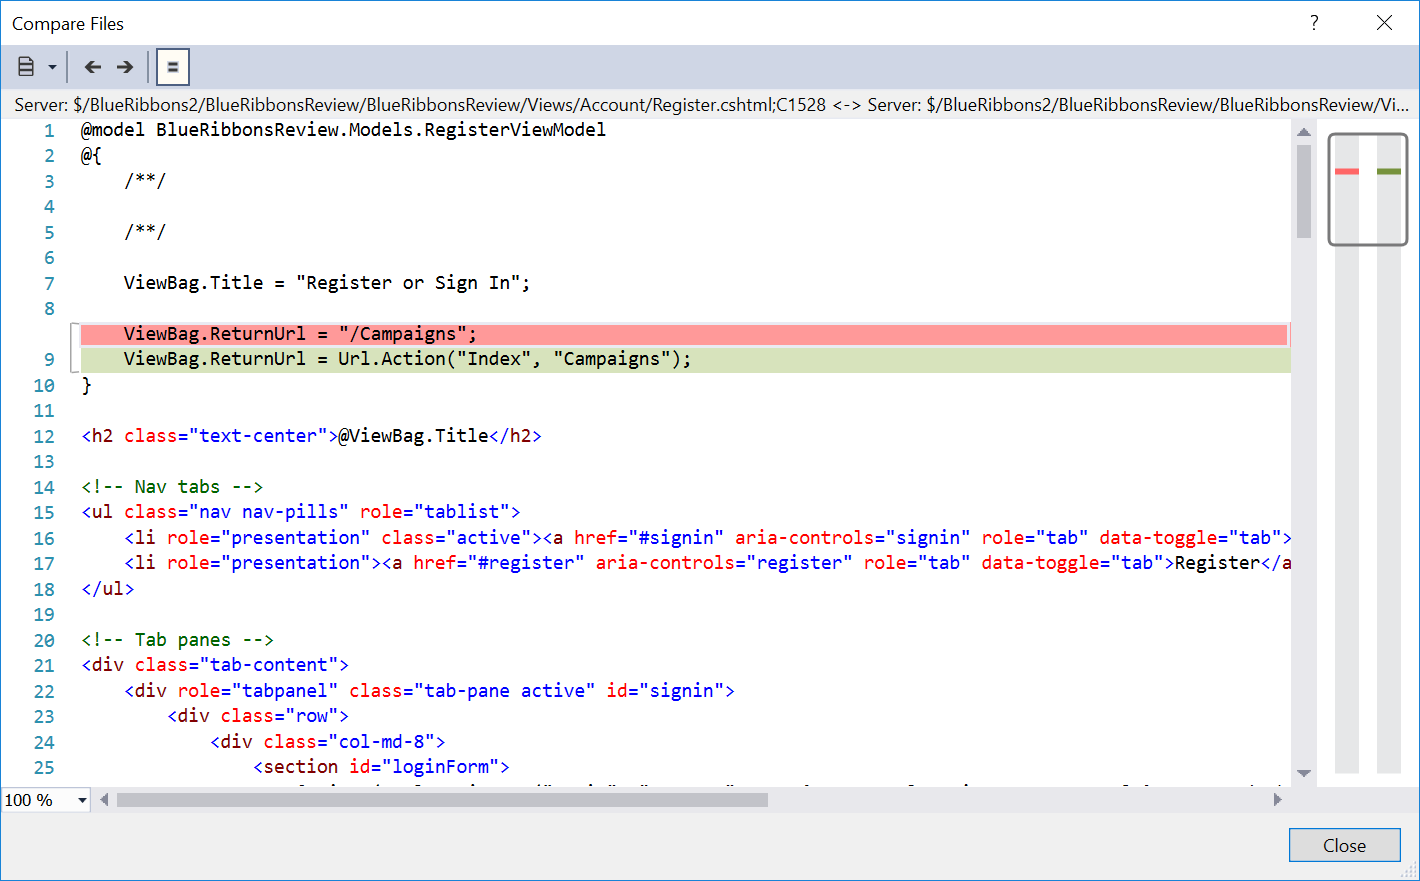 Compare Files
?
Server: $/BlueRibbons2/BlueRibbonsReview/BlueRibbonsReview/Views/Account/Register.cshtml;C1528 <-> Server: $/BlueRibbons2/BlueRibbonsReview/BlueRibbonsReview/Vi...
1 @model BlueRibbonsReview.Models.RegisterViewModel
2 @{
3 /**/
4
5 /**/
6
7 ViewBag.Title = "Register or Sign In";
8
ViewBag.ReturnUrl = "/Campaigns";
9 ViewBag.ReturnUrl = Url.Action("Index", "Campaigns");
10 }
11
12 <h2 class="text-center">@ViewBag.Title</h2>
13
14 <!-- Nav tabs -->
15 <ul class="nav nav-pills" role="tablist">
16 <li role="presentation" class="active"><a href="#signin" aria-controls="signin" role="tab" data-toggle="tab">
17 <li role="presentation"><a href="#register" aria-controls="register" role="tab" data-toggle="tab">Register</a
18 </ul>
19
20 <!-- Tab panes -->
21 <div class="tab-content">
22 <div role="tabpanel" class="tab-pane active" id="signin">
23 <div class="row">
24 <div class="col-md-8">
25 <section id="loginForm">
100 %
Close